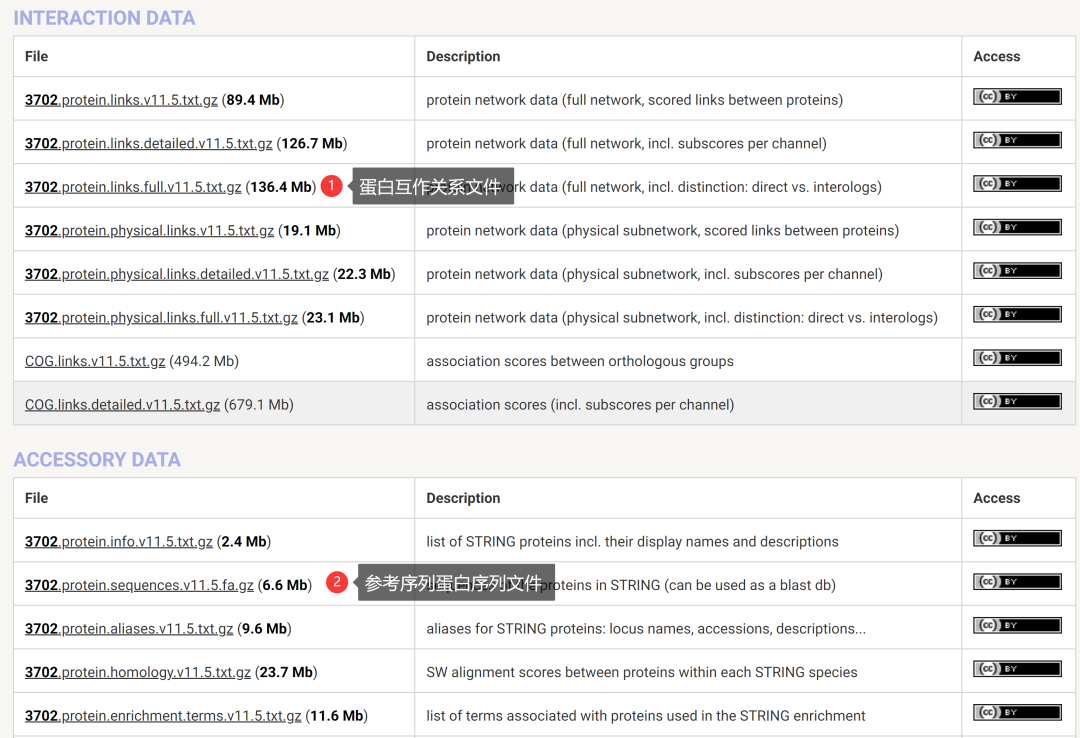 INTERACTION DATA
File Description Access
3702.protein.links.v11.5.txt.gz (89.4 Mb) protein network data (full network, scored links between proteins) (cc) BY
3702.protein.links.detailed.v11.5.txt.gz (126.7 Mb) protein network data (full network, incl. subscores per channel) (cc) BY
3702.protein.links.full.v11.5.txt.gz (136.4 Mb) 1 蛋白互作关系文件 rk data (full network, incl. distinction: direct vs. interologs) (cc) BY
3702.protein.physical.links.v11.5.txt.gz (19.1 Mb) protein network data (physical subnetwork, scored links between proteins) (cc) BY
3702.protein.physical.links.detailed.v11.5.txt.gz (22.3 Mb) protein network data (physical subnetwork, incl. subscores per channel) (cc) BY
3702.protein.physical.links.full.v11.5.txt.gz (23.1 Mb) protein network data (physical subnetwork, incl. distinction: direct vs. interologs) (cc) BY
COG.links.v11.5.txt.gz (494.2 Mb) association scores between orthologous groups (cc) BY
COG.links.detailed.v11.5.txt.gz (679.1 Mb) association scores (incl. subscores per channel) (cc) BY
ACCESSORY DATA
File Description Access
3702.protein.info.v11.5.txt.gz (2.4 Mb) list of STRING proteins incl. their display names and descriptions (cc) BY
3702.protein.sequences.v11.5.fa.gz (6.6 Mb) 2 参考序列蛋白序列文件 proteins in STRING (can be used as a blast db) (cc) BY
3702.protein.aliases.v11.5.txt.gz (9.6 Mb) aliases for STRING proteins: locus names, accessions, descriptions... (cc) BY
3702.protein.homology.v11.5.txt.gz (23.7 Mb) SW alignment scores between proteins within each STRING species (cc) BY
3702.protein.enrichment.terms.v11.5.txt.gz (11.6 Mb) list of terms associated with proteins used in the STRING enrichment (cc) BY